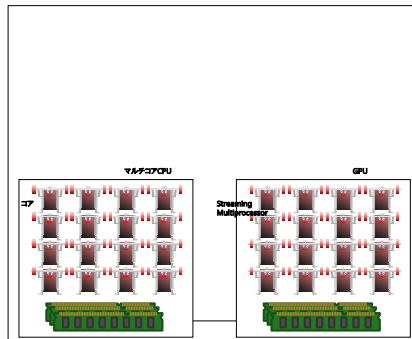 マルチコアCPU
GPU
コア
Streaming
Multiprocessor